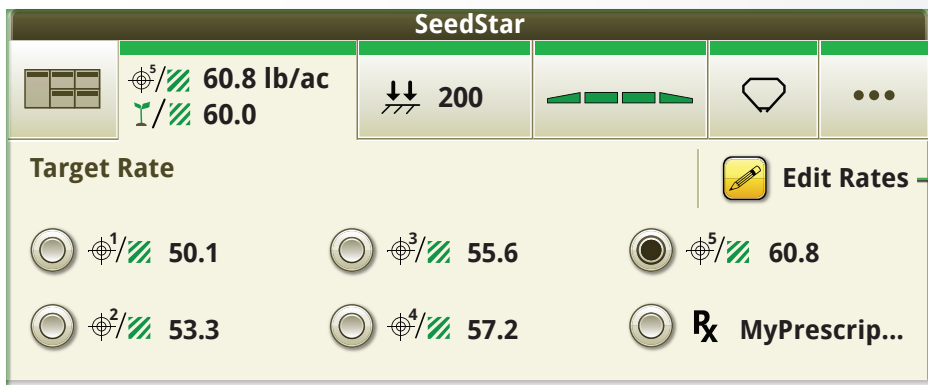 SeedStar
5/ 60.8 lb/ac
/ 60.0
200
•••
Target Rate
Edit Rates
1/ 50.1
3/ 55.6
5/ 60.8
2/ 53.3
4/ 57.2
Rx MyPrescrip...